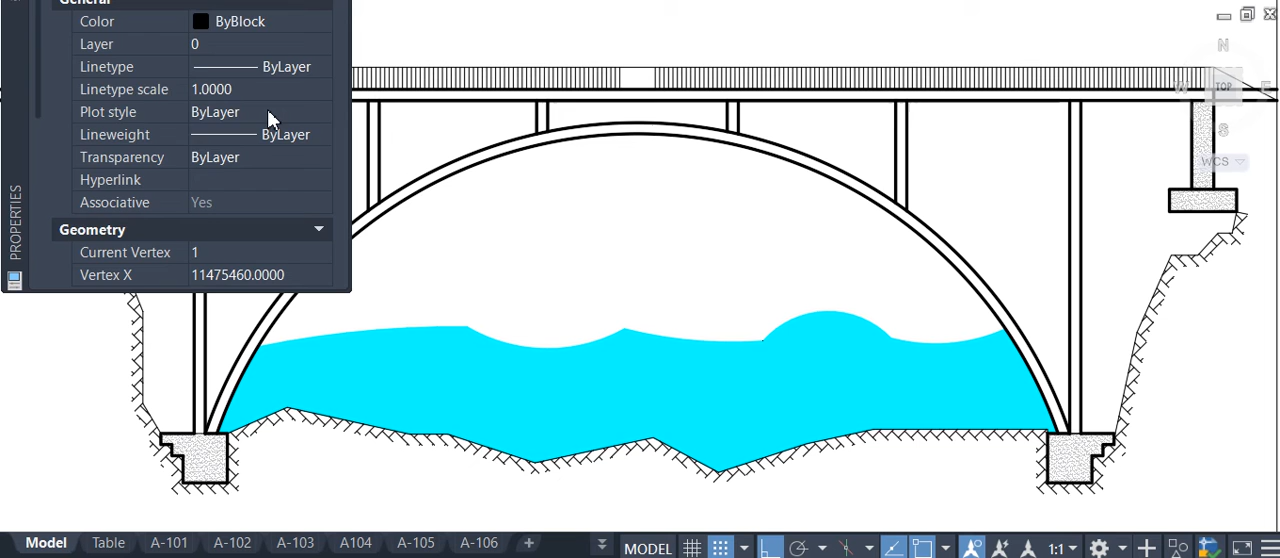 General
Color ByBlock
Layer 0
Linetype ByLayer
Linetype scale 1.0000
Plot style ByLayer
Lineweight ByLayer
Transparency ByLayer
Hyperlink
Associative Yes
Geometry
Current Vertex 1
Vertex X 11475460.0000
PROPERTIES
N
W TOP E
S
WCS
Model Table A-101 A-102 A-103 A104 A-105 A-106 +
MODEL 1:1